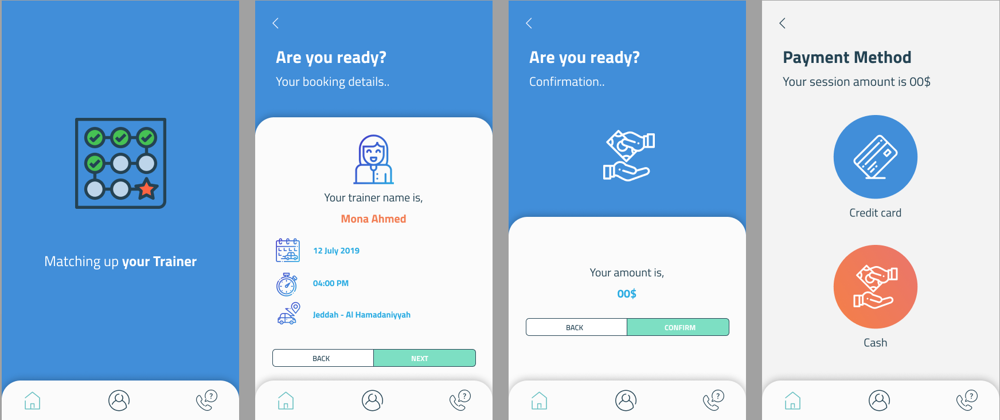 Matching up your Trainer
?
Are you ready?
Your booking details..
Your trainer name is,
Mona Ahmed
12 July 2019
04:00 PM
Jeddah - Al Hamadaniyyah
BACK
NEXT
?
Are you ready?
Confirmation..
Your amount is,
00$
BACK
CONFIRM
?
Payment Method
Your session amount is 00$
Credit card
Cash
?